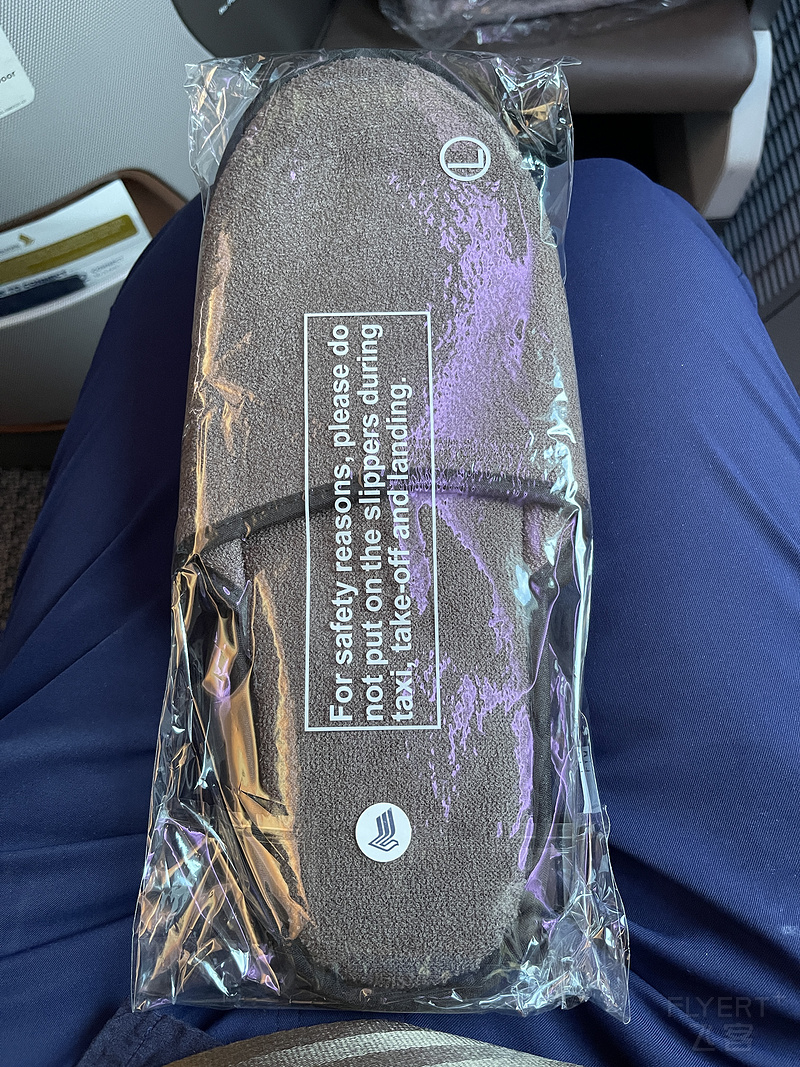 L
For safety reasons, please do
not put on the slippers during
taxi, take-off and landing.
FLYERT+
飞客